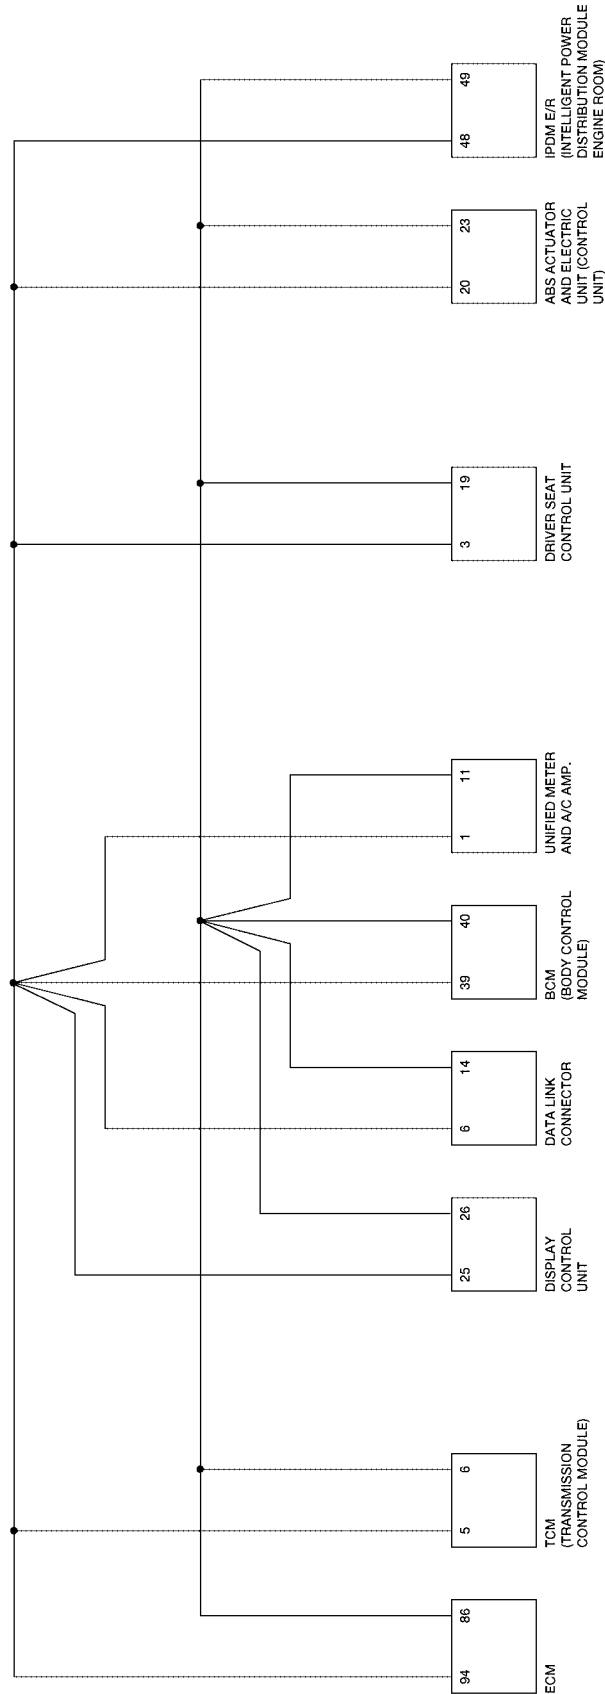 94 86
ECM
5 6
TCM
(TRANSMISSION
CONTROL MODULE)
25 26
DISPLAY
CONTROL
UNIT
6 14
DATA LINK
CONNECTOR
39 40
BCM
(BODY CONTROL
MODULE)
1 11
UNIFIED METER
AND A/C AMP.
3 19
DRIVER SEAT
CONTROL UNIT
20 23
ABS ACTUATOR
AND ELECTRIC
UNIT (CONTROL
UNIT)
48 49
IPDM E/R
(INTELLIGENT POWER
DISTRIBUTION MODULE
ENGINE ROOM)